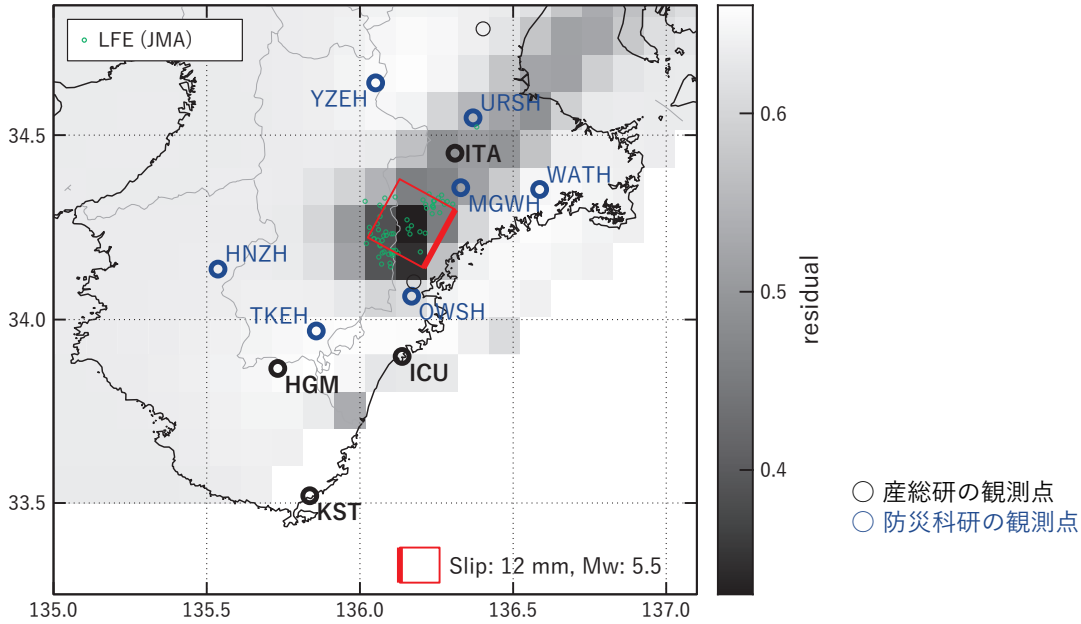 LFE (JMA)
YZEH
URSH
34.5
ITA
WATH
MGWH
HNZH
34.0
TKEH
OWSH
HGM
ICU
33.5
KST
Slip: 12 mm, Mw: 5.5
135.0 135.5 136.0 136.5 137.0
0.6
0.5
0.4
residual
産総研の観測点
防災科研の観測点